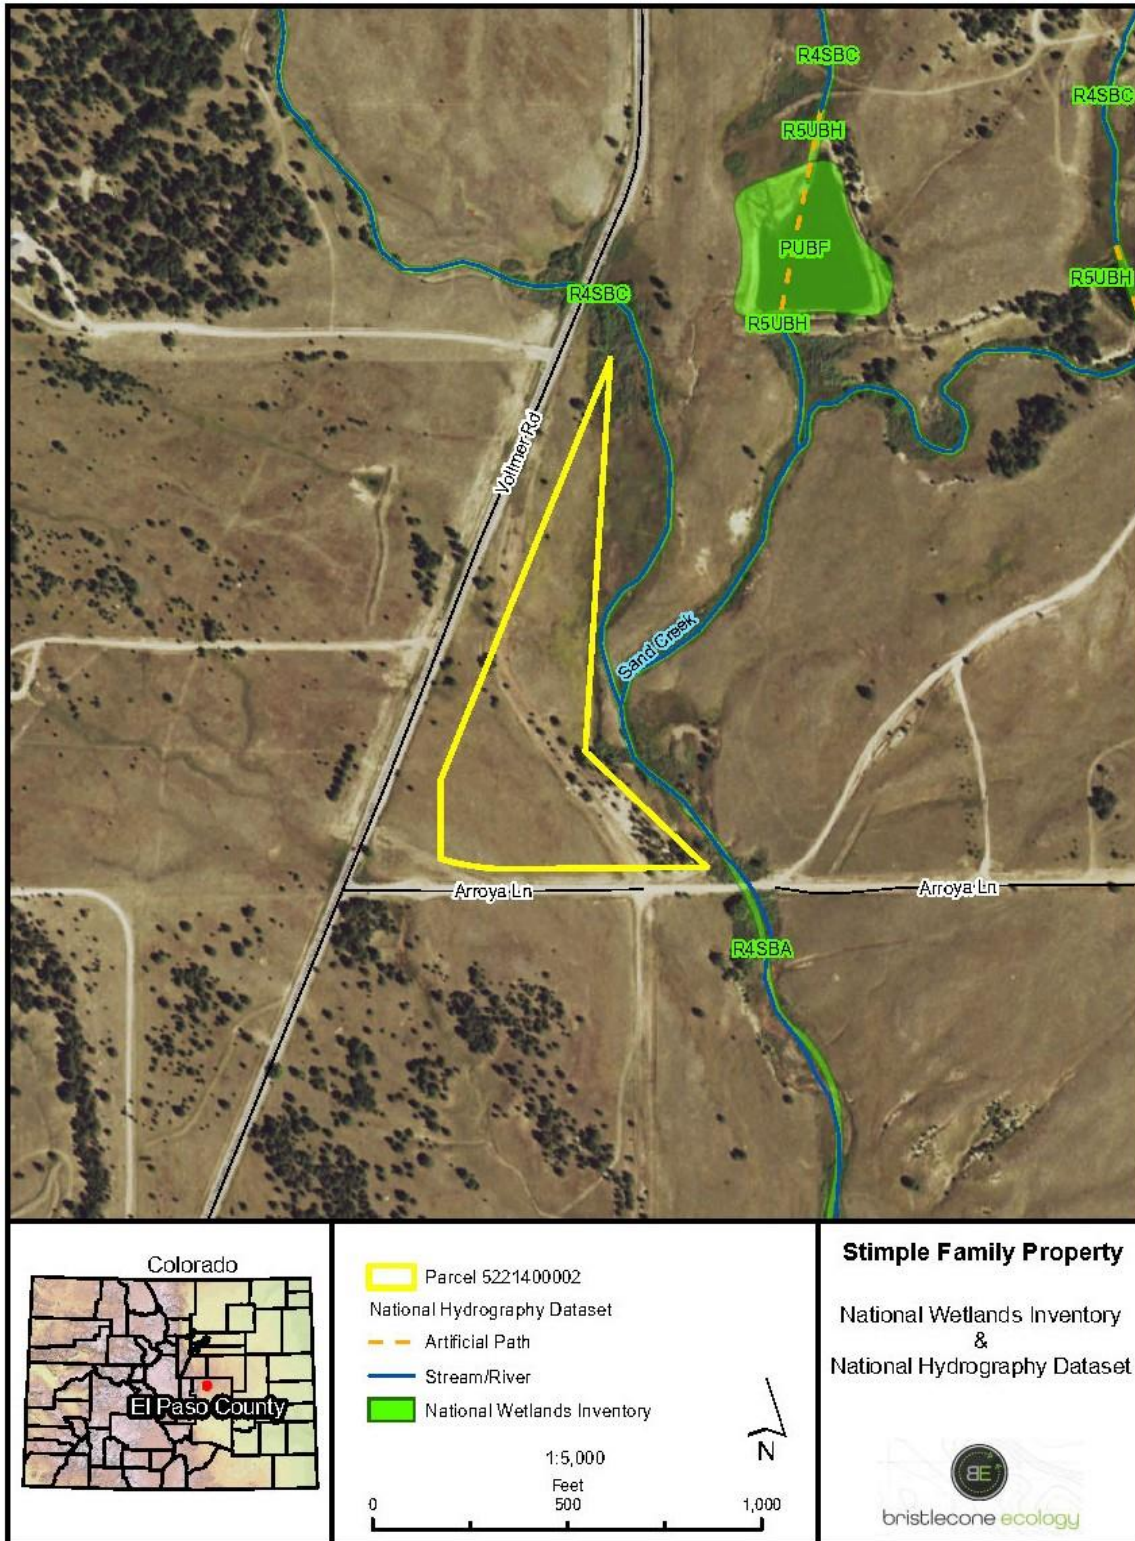 R4SBC
R4SBC
R5UBH
PUBF
R5UBH
R4SBC
R5UBH
Vollmer Rd
Sand Creek
Arroya Ln
Arroya Ln
R4SBA
Colorado
El Paso County
Parcel 5221400002
National Hydrography Dataset
Artificial Path
Stream/River
National Wetlands Inventory
1:5,000
Feet
0 500 1,000
N
Stimple Family Property
National Wetlands Inventory
&
National Hydrography Dataset
BE
bristlecone ecology